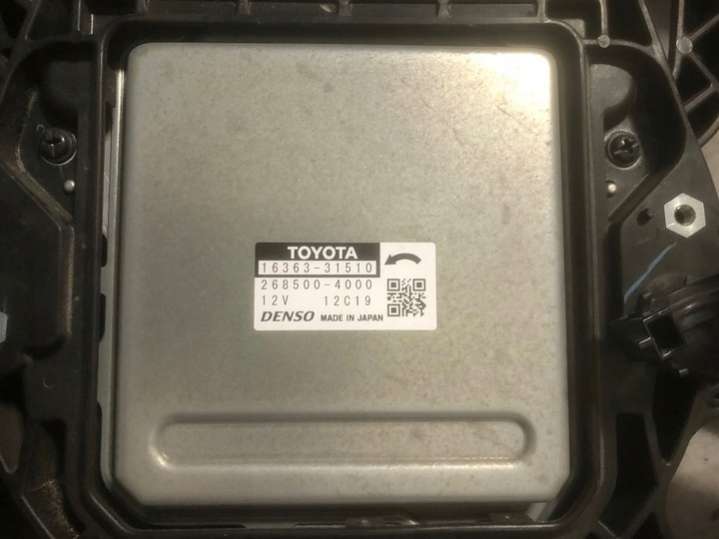 TOYOTA
16363-31510
268500-4000
12V 12C19
DENSO MADE IN JAPAN